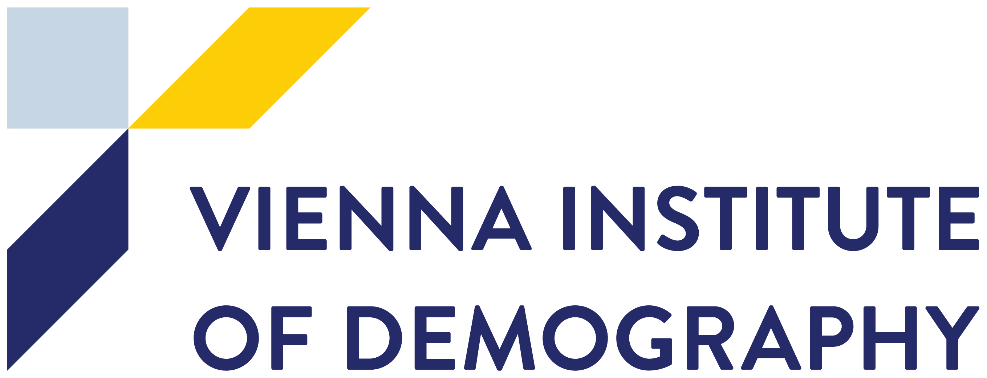 VIENNA INSTITUTE
OF DEMOGRAPHY